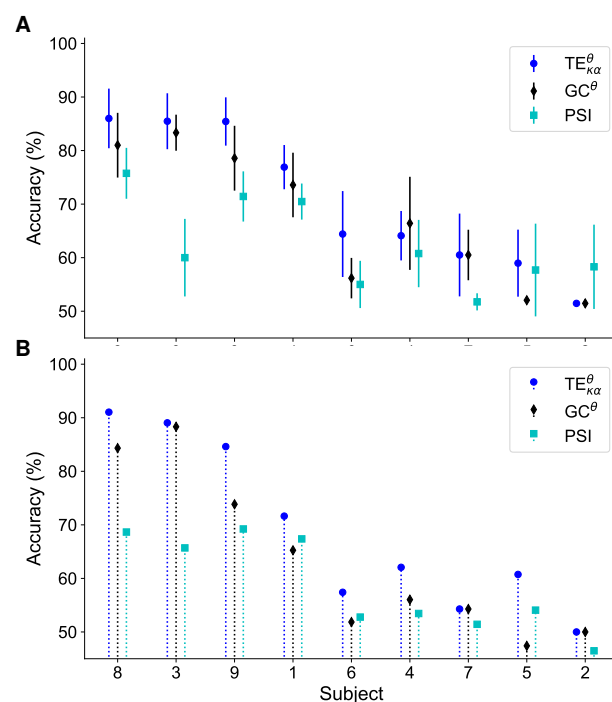 A
100
90
80
70
60
50
Accuracy (%)
TE^θ_κα
GC^θ
PSI
B
100
90
80
70
60
50
Accuracy (%)
TE^θ_κα
GC^θ
PSI
8 3 9 1 6 4 7 5 2
Subject